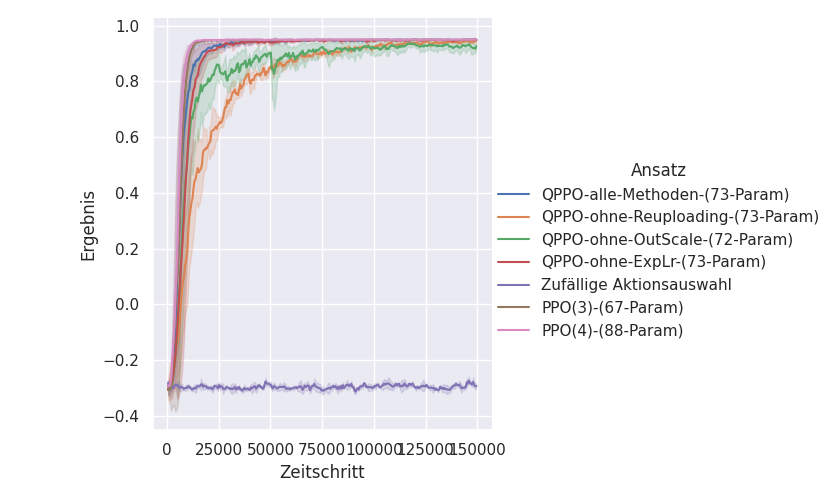 1.0
0.8
0.6
0.4
0.2
0.0
−0.2
−0.4
Ergebnis
0 25000 50000 75000 100000 125000 150000
Zeitschritt
Ansatz
QPPO-alle-Methoden-(73-Param)
QPPO-ohne-Reuploading-(73-Param)
QPPO-ohne-OutScale-(72-Param)
QPPO-ohne-ExpLr-(73-Param)
Zufällige Aktionsauswahl
PPO(3)-(67-Param)
PPO(4)-(88-Param)